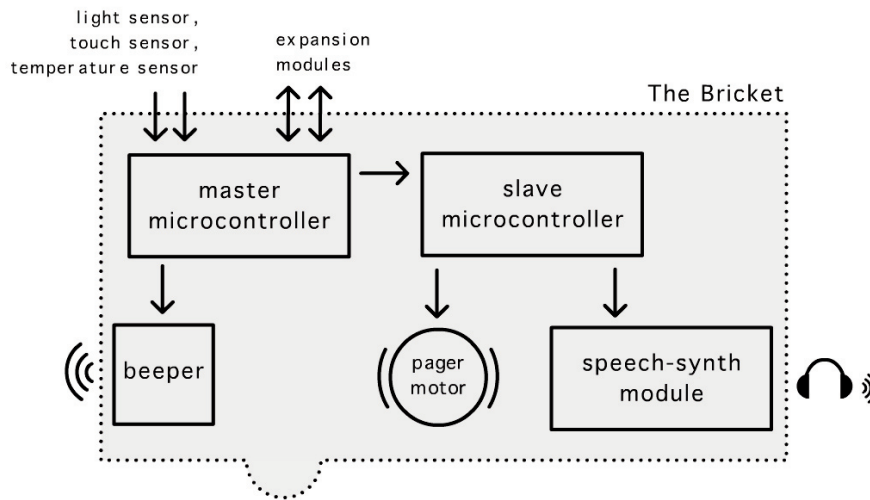 light sensor,
touch sensor,
temperature sensor
expansion
modules
The Bricket
master
microcontroller
slave
microcontroller
beeper
pager
motor
speech-synth
module